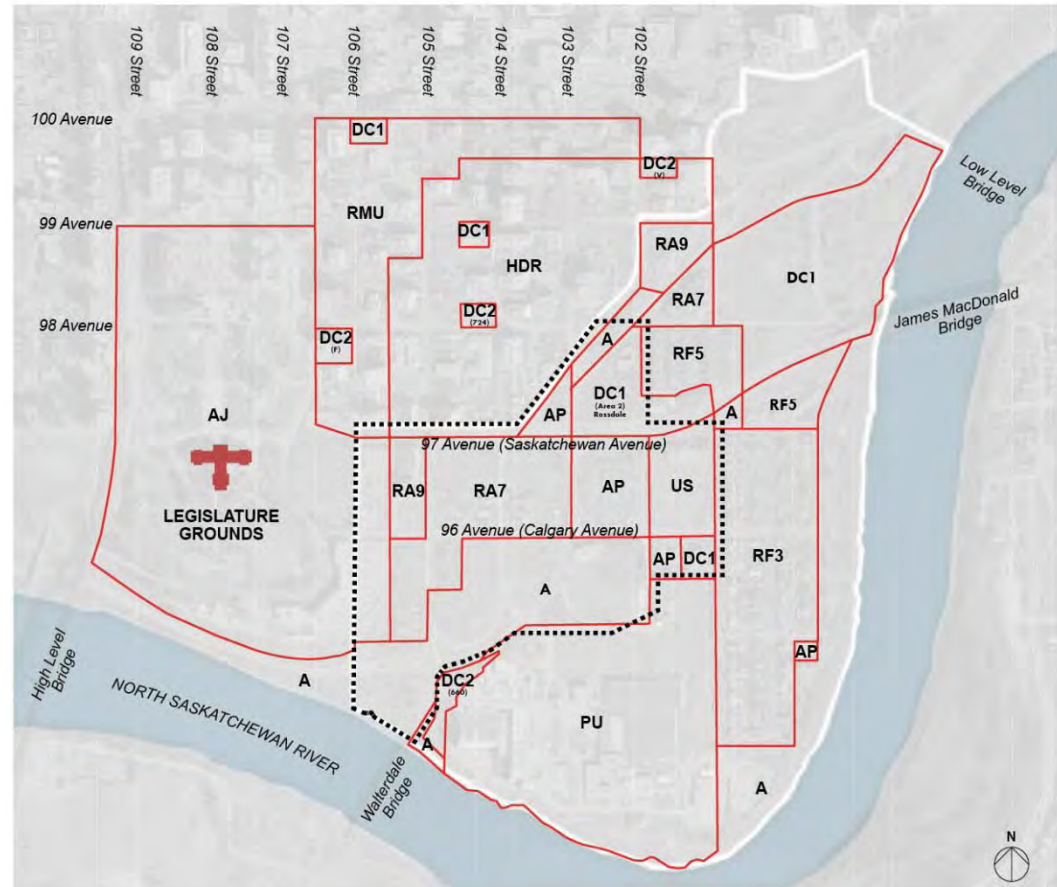 109 Street
108 Street
107 Street
106 Street
105 Street
104 Street
103 Street
102 Street
100 Avenue
DC1
DC2
(V)
Low Level
Bridge
RMU
99 Avenue
DC1
RA9
HDR
DC1
RA7
DC2
(724)
James MacDonald
Bridge
98 Avenue
DC2
(F)
A
RF5
DC1
(Area 2)
Rossdale
RF5
AJ
AP
A
97 Avenue (Saskatchewan Avenue)
RA9
RA7
AP
US
LEGISLATURE
GROUNDS
96 Avenue (Calgary Avenue)
AP
DC1
RF3
A
AP
High Level
Bridge
A
DC2
(660)
NORTH SASKATCHEWAN RIVER
PU
A
Walterdale
Bridge
A
N